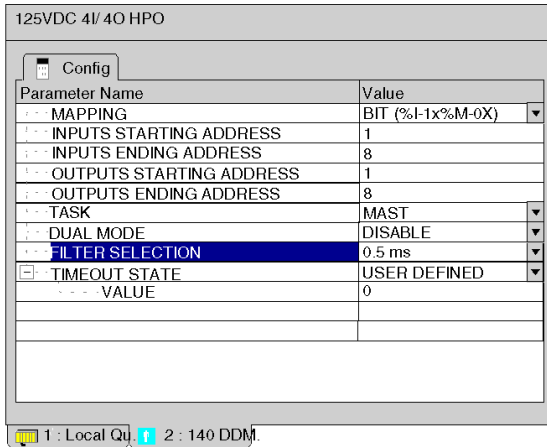 125VDC 4I/ 4O HPO
Config
Parameter Name Value
MAPPING BIT (%I-1x%M-0X)
INPUTS STARTING ADDRESS 1
INPUTS ENDING ADDRESS 8
OUTPUTS STARTING ADDRESS 1
OUTPUTS ENDING ADDRESS 8
TASK MAST
DUAL MODE DISABLE
FILTER SELECTION 0.5 ms
TIMEOUT STATE USER DEFINED
VALUE 0
1 : Local Qu. 2 : 140 DDM.